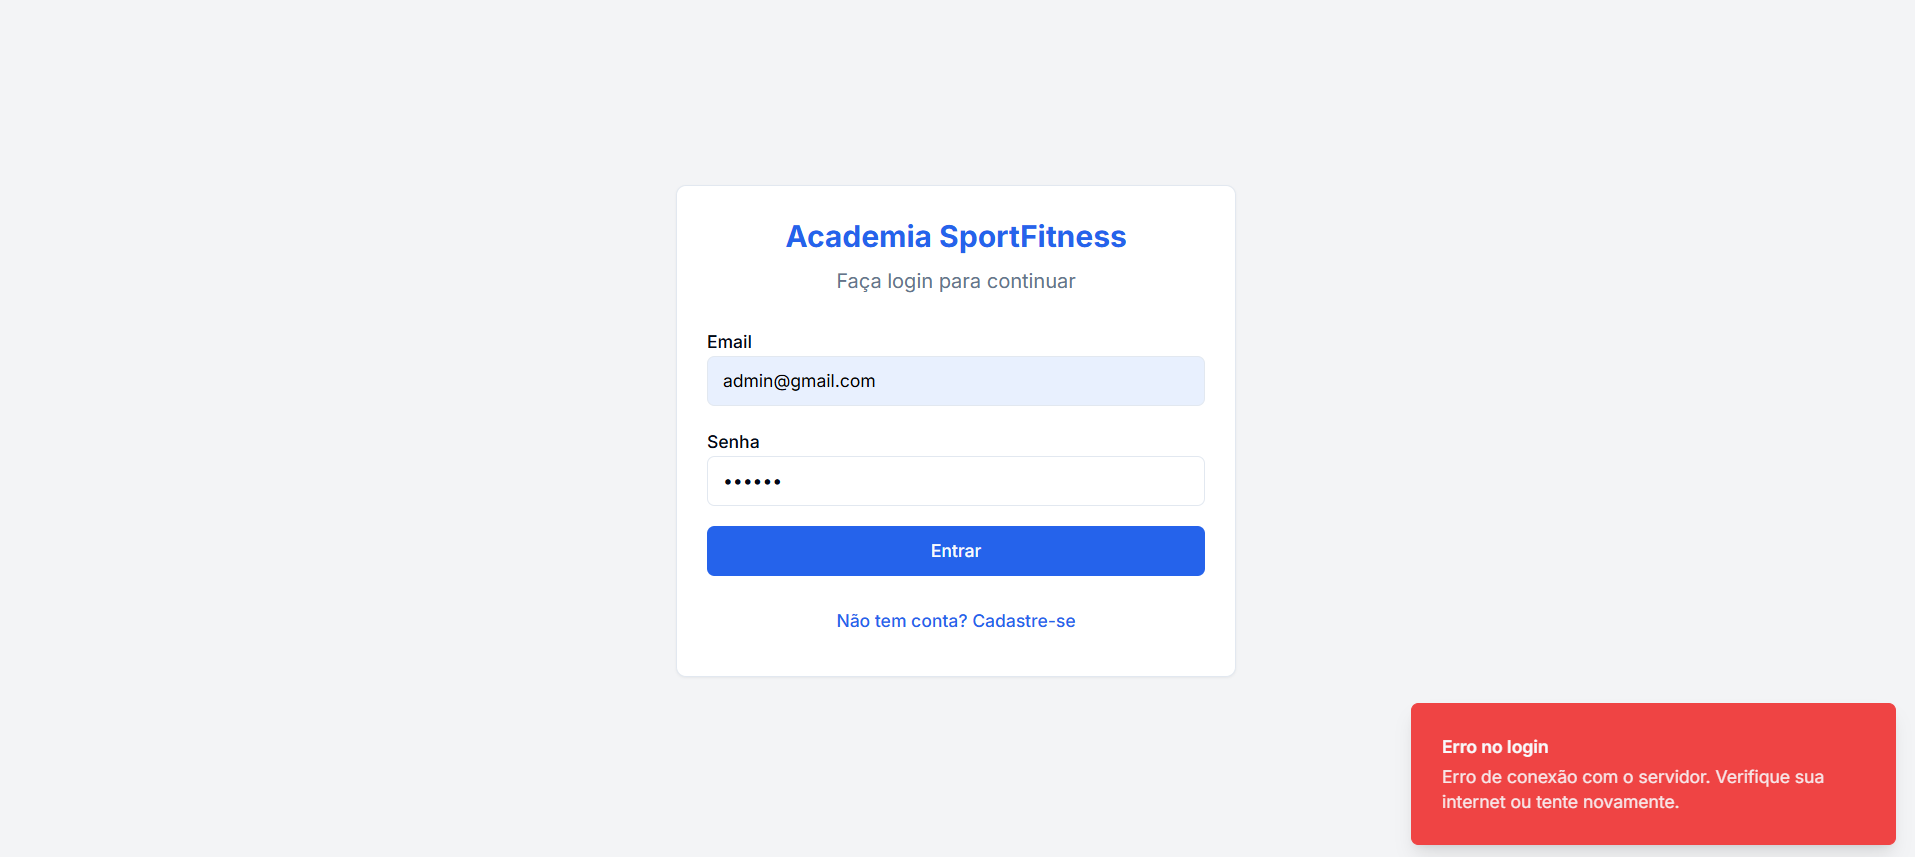 Academia SportFitness
Faça login para continuar
Email
admin@gmail.com
Senha
••••••
Entrar
Não tem conta? Cadastre-se
Erro no login
Erro de conexão com o servidor. Verifique sua
internet ou tente novamente.